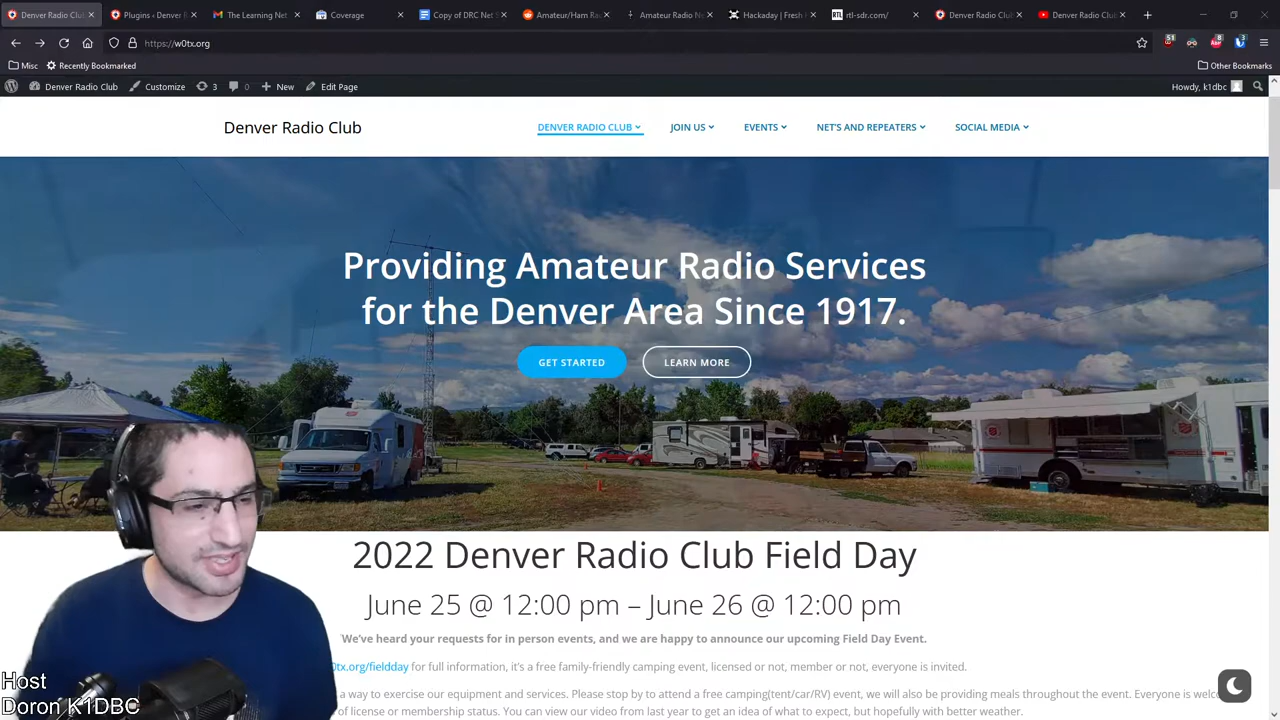 Denver Radio Club
Plugins ‹ Denver R
The Learning Net
Coverage
Copy of DRC Net S
Amateur/Ham Rad
Amateur Radio N
Hackaday | Fresh H
rtl-sdr.com/
Denver Radio Club
Denver Radio Club
https://w0tx.org
Misc
Recently Bookmarked
Other Bookmarks
Denver Radio Club
Customize
3
0
New
Edit Page
Howdy, k1dbc
Denver Radio Club
DENVER RADIO CLUB
JOIN US
EVENTS
NET'S AND REPEATERS
SOCIAL MEDIA
Providing Amateur Radio Services
for the Denver Area Since 1917.
GET STARTED
LEARN MORE
2022 Denver Radio Club Field Day
June 25 @ 12:00 pm – June 26 @ 12:00 pm
We've heard your requests for in person events, and we are happy to announce our upcoming Field Day Event.
0tx.org/fieldday for full information, it's a free family-friendly camping event, licensed or not, member or not, everyone is invited.
a way to exercise our equipment and services. Please stop by to attend a free camping(tent/car/RV) event, we will also be providing meals throughout the event. Everyone is welco
of license or membership status. You can view our video from last year to get an idea of what to expect, but hopefully with better weather.
Host
Doron K1DBC